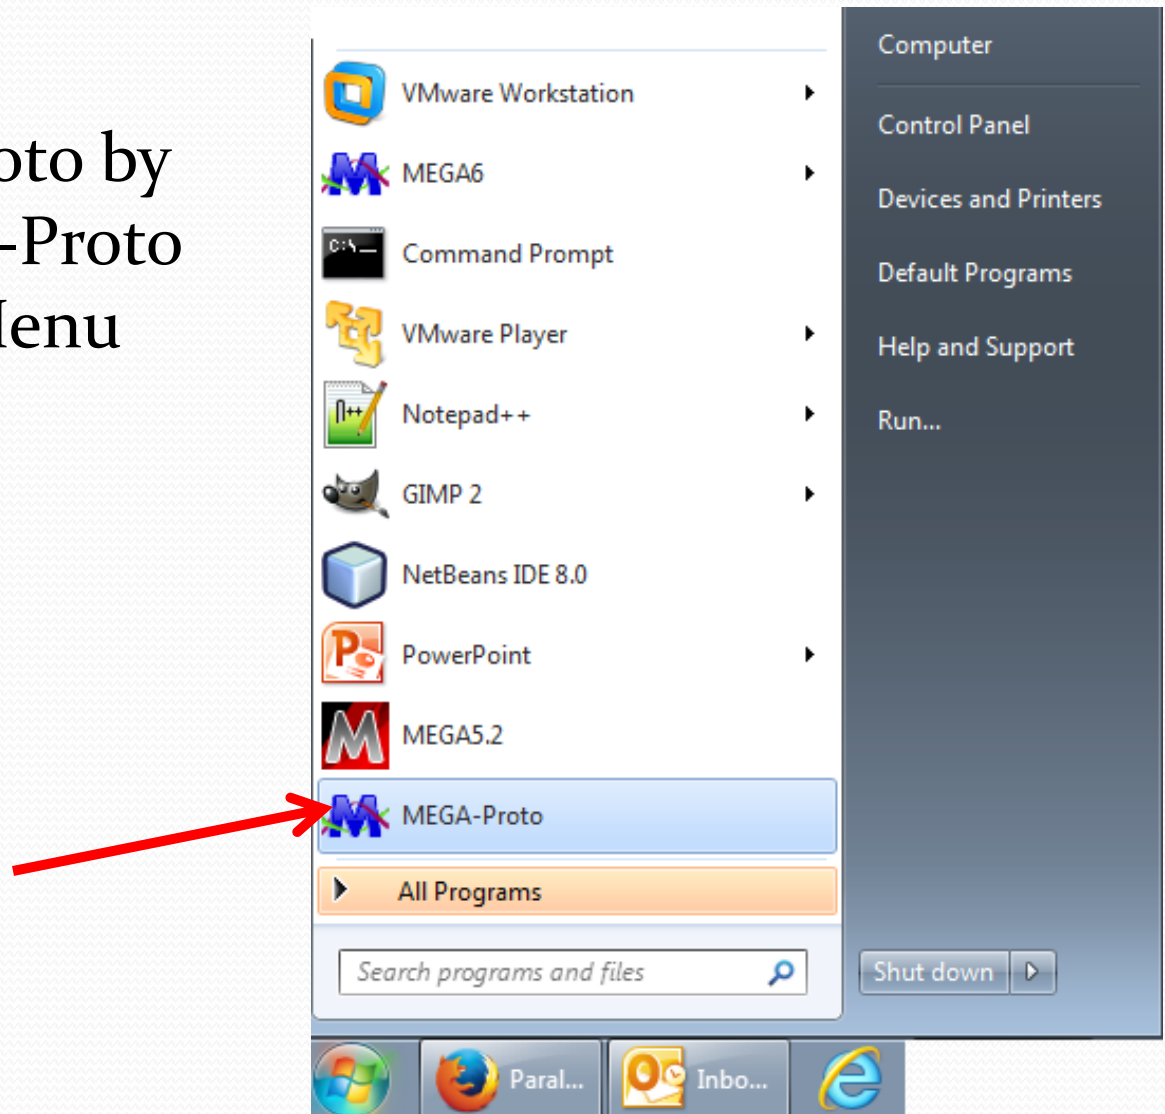 oto by
-Proto
Menu
VMware Workstation
MEGA6
C:\
Command Prompt
VMware Player
Notepad++
GIMP 2
NetBeans IDE 8.0
PowerPoint
MEGA5.2
MEGA-Proto
All Programs
Search programs and files
Computer
Control Panel
Devices and Printers
Default Programs
Help and Support
Run...
Shut down
Paral...
Inbo...